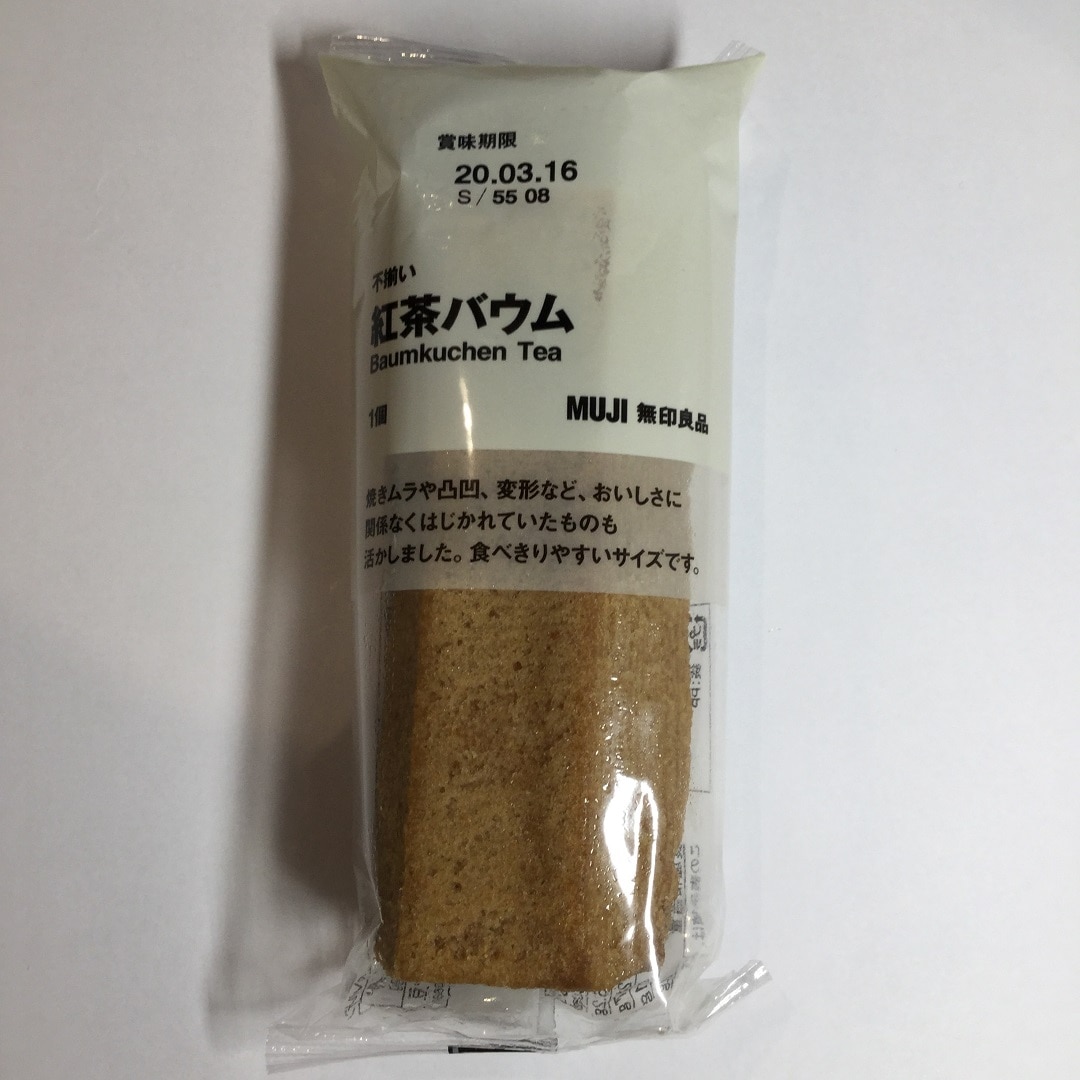 賞味期限
20.03.16
S/ 55 08
不揃い
紅茶バウム
Baumkuchen Tea
1個
MUJI 無印良品
焼きムラや凸凹、変形など、おいしさに
関係なくはじかれていたものも
活かしました。食べきりやすいサイズです。